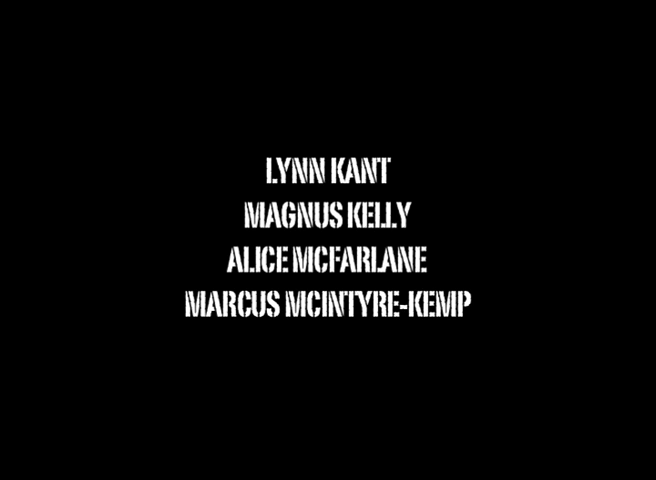 LYNN KANT
MAGNUS KELLY
ALICE MCFARLANE
MARCUS MCINTYRE-KEMP